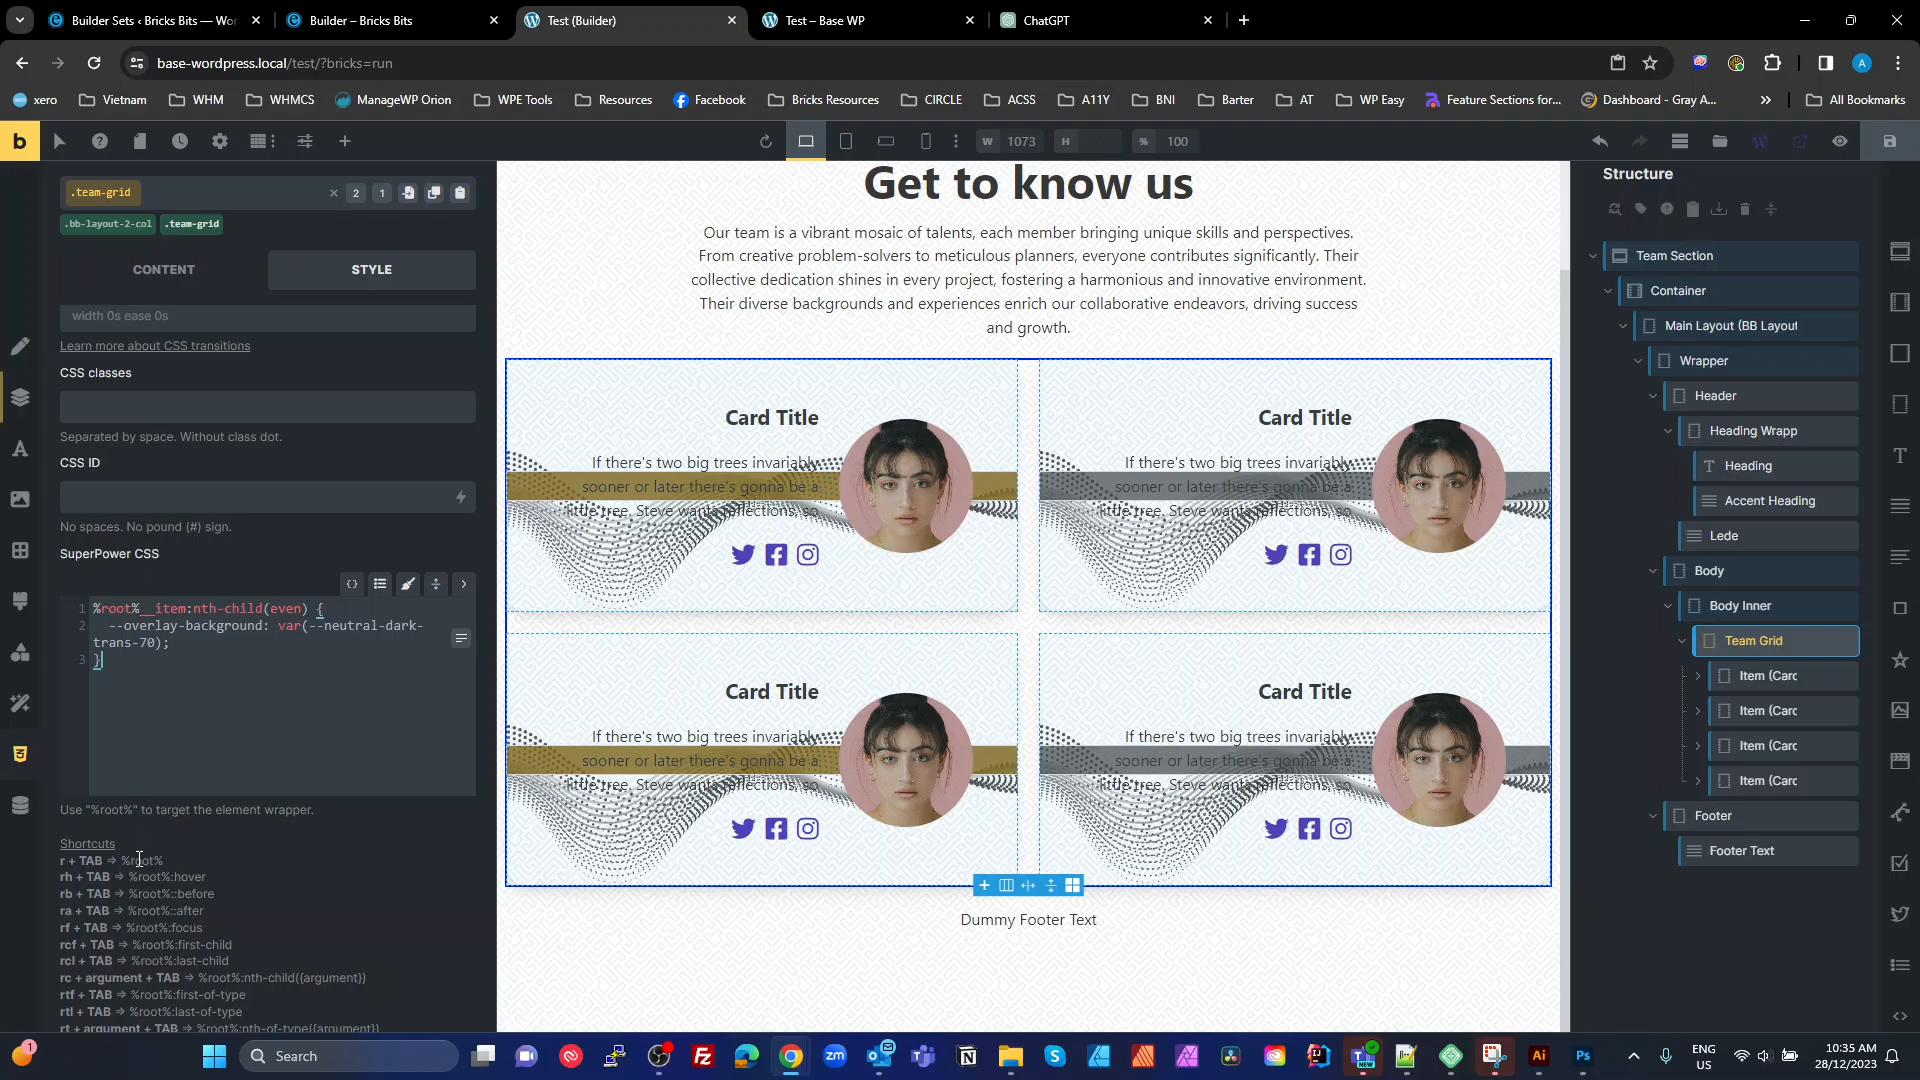 Builder Sets ‹ Bricks Bits — Wor
Builder – Bricks Bits
Test (Builder)
Test – Base WP
ChatGPT
base-wordpress.local/test/?bricks=run
A
xero
Vietnam
WHM
WHMCS
ManageWP Orion
WPE Tools
Resources
Facebook
Bricks Resources
CIRCLE
ACSS
A11Y
BNI
Barter
AT
WP Easy
Feature Sections for...
Dashboard - Gray A...
»
All Bookmarks
b
W 1073
H
% 100
.team-grid
× 2 1
.bb-layout-2-col
.team-grid
CONTENT
STYLE
width 0s ease 0s
Learn more about CSS transitions
CSS classes
Separated by space. Without class dot.
CSS ID
No spaces. No pound (#) sign.
SuperPower CSS
1 %root%__item:nth-child(even) {
2 --overlay-background: var(--neutral-dark-
trans-70);
3 }
Use "%root%" to target the element wrapper.
Shortcuts
r + TAB ⇒ %root%
rh + TAB ⇒ %root%:hover
rb + TAB ⇒ %root%::before
ra + TAB ⇒ %root%::after
rf + TAB ⇒ %root%:focus
rcf + TAB ⇒ %root%:first-child
rcl + TAB ⇒ %root%:last-child
rc + argument + TAB ⇒ %root%:nth-child({argument})
rtf + TAB ⇒ %root%:first-of-type
rtl + TAB ⇒ %root%:last-of-type
rt + argument + TAB ⇒ %root%:nth-of-type({argument})
Get to know us
Our team is a vibrant mosaic of talents, each member bringing unique skills and perspectives.
From creative problem-solvers to meticulous planners, everyone contributes significantly. Their
collective dedication shines in every project, fostering a harmonious and innovative environment.
Their diverse backgrounds and experiences enrich our collaborative endeavors, driving success
and growth.
Card Title
If there's two big trees invariably
sooner or later there's gonna be a
little tree. Steve wants reflections, so
Card Title
If there's two big trees invariably
sooner or later there's gonna be a
little tree. Steve wants reflections, so
Card Title
If there's two big trees invariably
sooner or later there's gonna be a
little tree. Steve wants reflections, so
Card Title
If there's two big trees invariably
sooner or later there's gonna be a
little tree. Steve wants reflections, so
Dummy Footer Text
Structure
Team Section
Container
Main Layout (BB Layout
Wrapper
Header
Heading Wrapp
Heading
Accent Heading
Lede
Body
Body Inner
Team Grid
Item (Card
Item (Card
Item (Card
Item (Card
Footer
Footer Text
1
Search
ENG
US
10:35 AM
28/12/2023